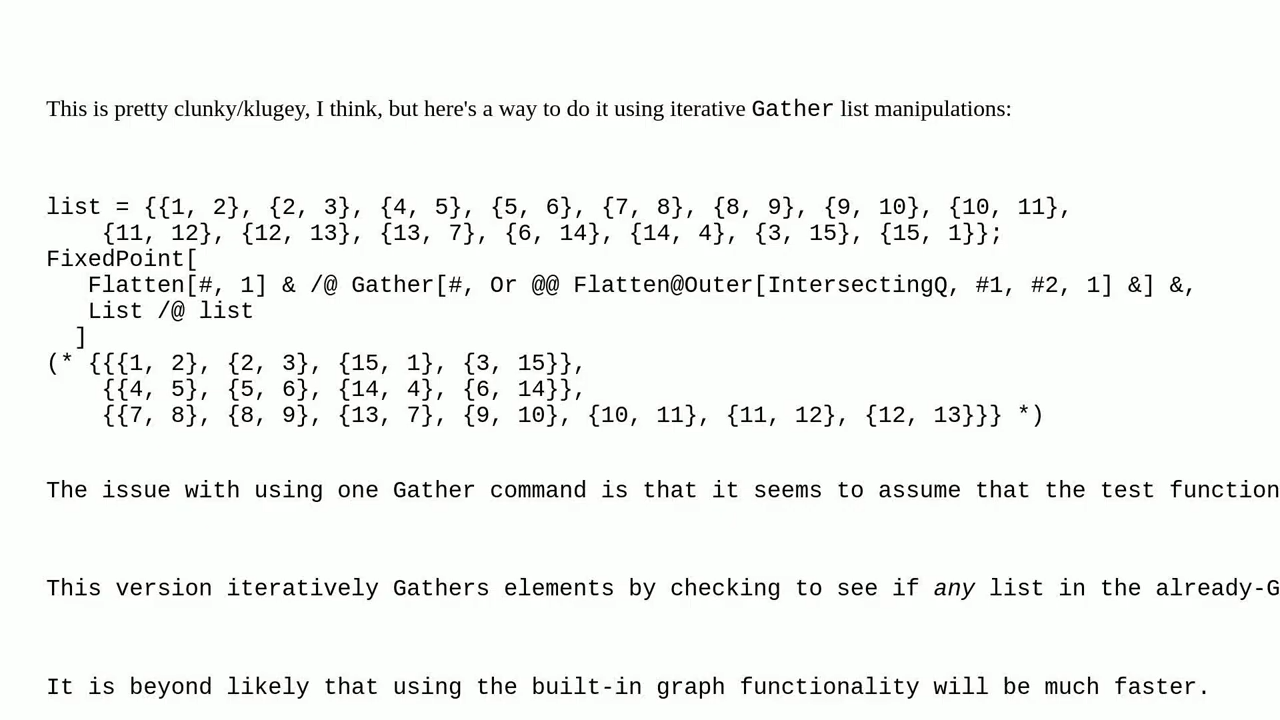 This is pretty clunky/klugey, I think, but here's a way to do it using iterative Gather list manipulations:
list = {{1, 2}, {2, 3}, {4, 5}, {5, 6}, {7, 8}, {8, 9}, {9, 10}, {10, 11},
    {11, 12}, {12, 13}, {13, 7}, {6, 14}, {14, 4}, {3, 15}, {15, 1}};
FixedPoint[
   Flatten[#, 1] & /@ Gather[#, Or @@ Flatten@Outer[IntersectingQ, #1, #2, 1] &] &,
   List /@ list
  ]
(* {{{1, 2}, {2, 3}, {15, 1}, {3, 15}},
    {{4, 5}, {5, 6}, {14, 4}, {6, 14}},
    {{7, 8}, {8, 9}, {13, 7}, {9, 10}, {10, 11}, {11, 12}, {12, 13}}} *)
The issue with using one Gather command is that it seems to assume that the test function
This version iteratively Gathers elements by checking to see if any list in the already-G
It is beyond likely that using the built-in graph functionality will be much faster.